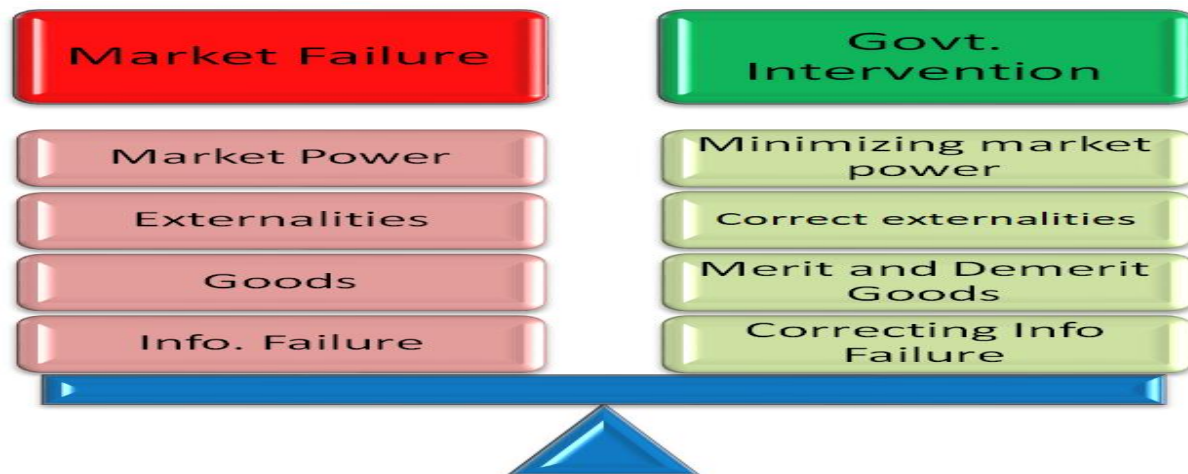 Market Failure
Market Power
Externalities
Goods
Info. Failure
Govt.
Intervention
Minimizing market
power
Correct externalities
Merit and Demerit
Goods
Correcting Info
Failure